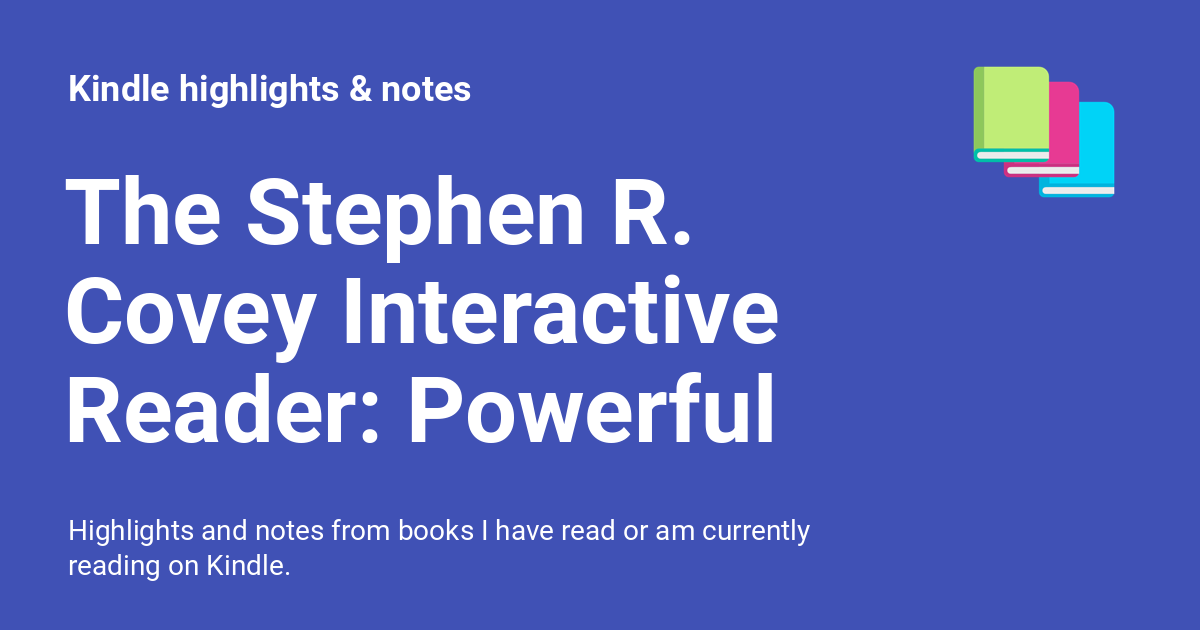 Kindle highlights & notes
The Stephen R.
Covey Interactive
Reader: Powerful
Highlights and notes from books I have read or am currently
reading on Kindle.